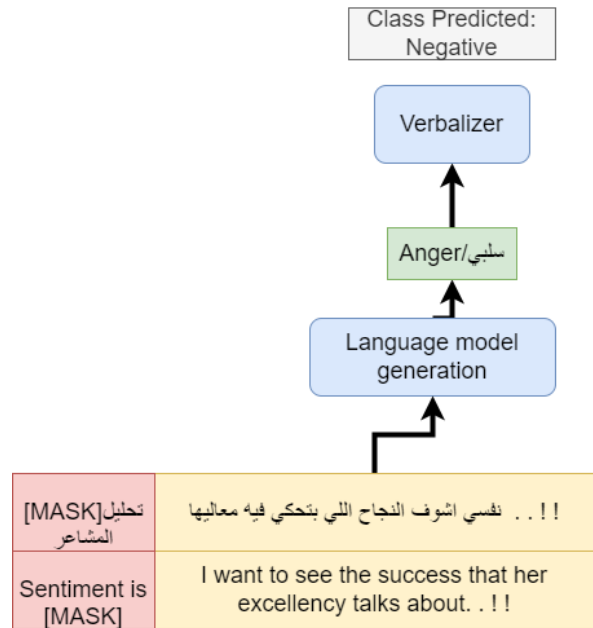 Class Predicted:
Negative
Verbalizer
Anger/سلبي
Language model
generation
تحليل[MASK]
المشاعر
نفسي اشوف النجاح اللي بتحكي فيه معاليها . . !!
Sentiment is
[MASK]
I want to see the success that her
excellency talks about. . !!